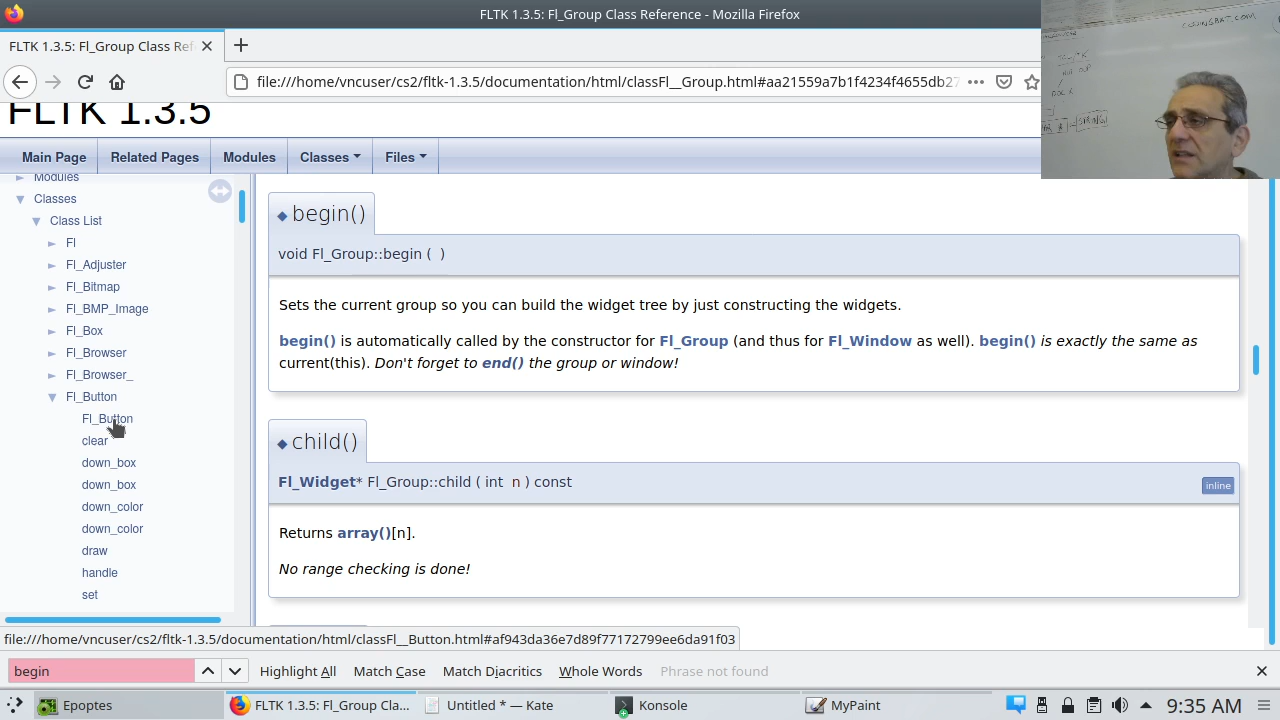 FLTK 1.3.5: Fl_Group Class Reference - Mozilla Firefox
FLTK 1.3.5: Fl_Group Class Ref
file:///home/vncuser/cs2/fltk-1.3.5/documentation/html/classFl__Group.html#aa21559a7b1f4234f4655db27
FLTK 1.3.5
Main Page
Related Pages
Modules
Classes
Files
Modules
Classes
Class List
Fl
Fl_Adjuster
Fl_Bitmap
Fl_BMP_Image
Fl_Box
Fl_Browser
Fl_Browser_
Fl_Button
Fl_Button
clear
down_box
down_box
down_color
down_color
draw
handle
set
begin()
void Fl_Group::begin ( )
Sets the current group so you can build the widget tree by just constructing the widgets.
begin() is automatically called by the constructor for Fl_Group (and thus for Fl_Window as well). begin() is exactly the same as
current(this). Don't forget to end() the group or window!
child()
Fl_Widget* Fl_Group::child ( int n ) const
inline
Returns array()[n].
No range checking is done!
file:///home/vncuser/cs2/fltk-1.3.5/documentation/html/classFl__Button.html#af943da36e7d89f77172799ee6da91f03
begin
Highlight All
Match Case
Match Diacritics
Whole Words
Phrase not found
Epoptes
FLTK 1.3.5: Fl_Group Cla...
Untitled * — Kate
Konsole
MyPaint
9:35 AM